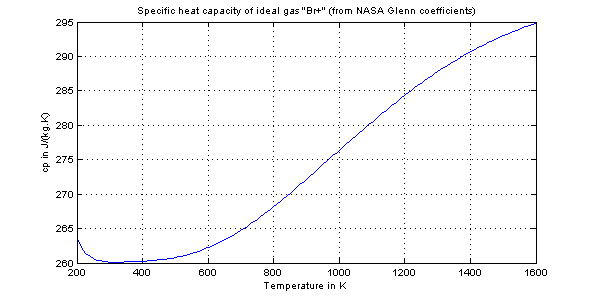 Specific heat capacity of ideal gas "Br+" (from NASA Glenn coefficients)
295
290
285
280
275
270
265
260
cp in J/(kg.K)
200 400 600 800 1000 1200 1400 1600
Temperature in K